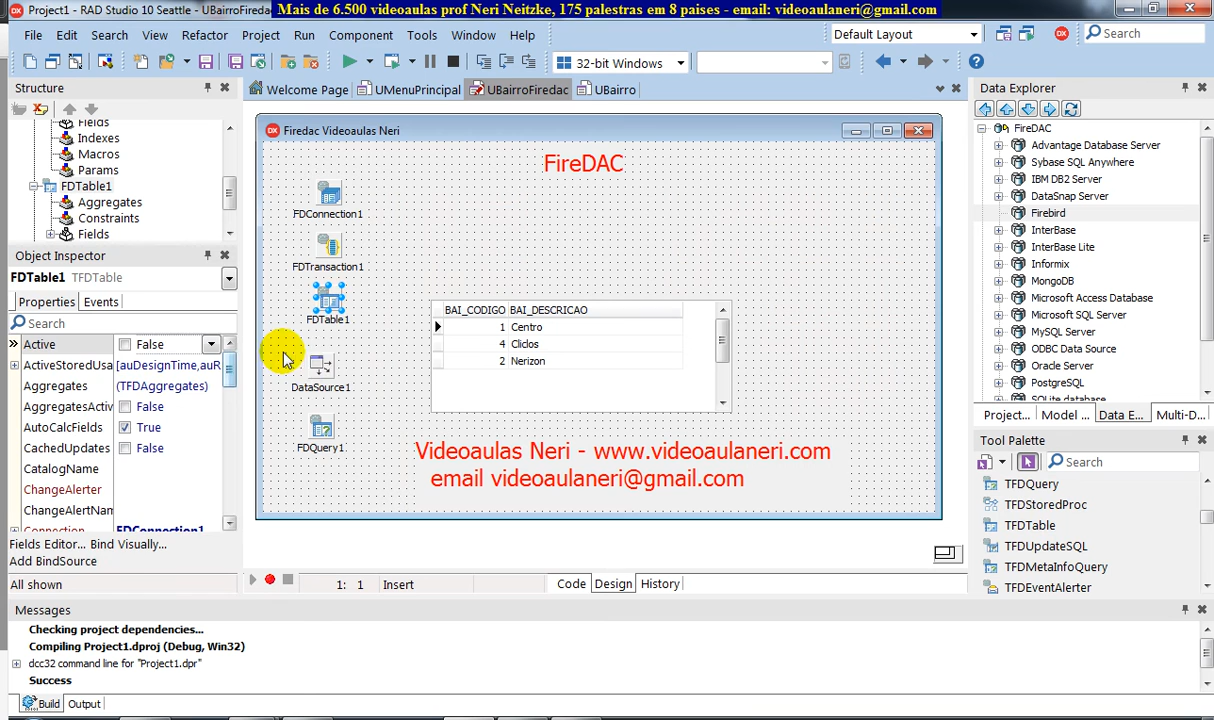 Project1 - RAD Studio 10 Seattle - UBairroFiredac
Mais de 6.500 videoaulas prof Neri Neitzke, 175 palestras em 8 paises - email: videoaulaneri@gmail.com
File Edit Search View Refactor Project Run Component Tools Window Help
Default Layout
Search
32-bit Windows
Structure
Welcome Page
UMenuPrincipal
UBairroFiredac
UBairro
Data Explorer
Fields
Indexes
Macros
Params
FDTable1
Aggregates
Constraints
Fields
Object Inspector
FDTable1 TFDTable
Properties Events
Search
Active False
ActiveStoredUsa [auDesignTime,auR
Aggregates (TFDAggregates)
AggregatesActiv False
AutoCalcFields True
CachedUpdates False
CatalogName
ChangeAlerter
ChangeAlertNam
Connection FDConnection1
Fields Editor... Bind Visually...
Add BindSource
All shown
Firedac Videoaulas Neri
FireDAC
FDConnection1
FDTransaction1
FDTable1
DataSource1
FDQuery1
BAI_CODIGO BAI_DESCRICAO
1 Centro
4 Cliclos
2 Nerizon
Videoaulas Neri - www.videoaulaneri.com
email videoaulaneri@gmail.com
1: 1 Insert
Code Design History
FireDAC
Advantage Database Server
Sybase SQL Anywhere
IBM DB2 Server
DataSnap Server
Firebird
InterBase
InterBase Lite
Informix
MongoDB
Microsoft Access Database
Microsoft SQL Server
MySQL Server
ODBC Data Source
Oracle Server
PostgreSQL
SQLite database
Project... Model ... Data E... Multi-D...
Tool Palette
Search
TFDQuery
TFDStoredProc
TFDTable
TFDUpdateSQL
TFDMetaInfoQuery
TFDEventAlerter
Messages
Checking project dependencies...
Compiling Project1.dproj (Debug, Win32)
dcc32 command line for "Project1.dpr"
Success
Build Output